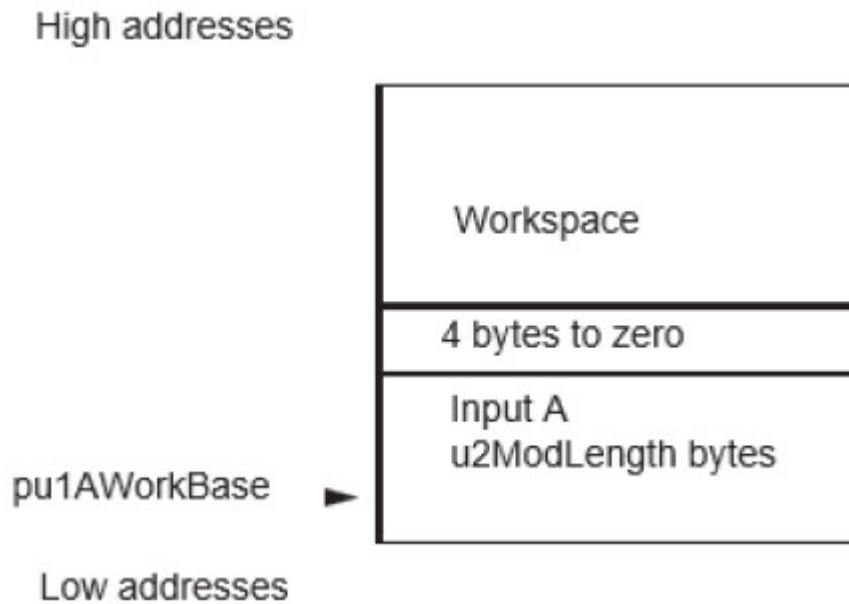 High addresses
Workspace
4 bytes to zero
Input A
u2ModLength bytes
pu1AWorkBase
Low addresses